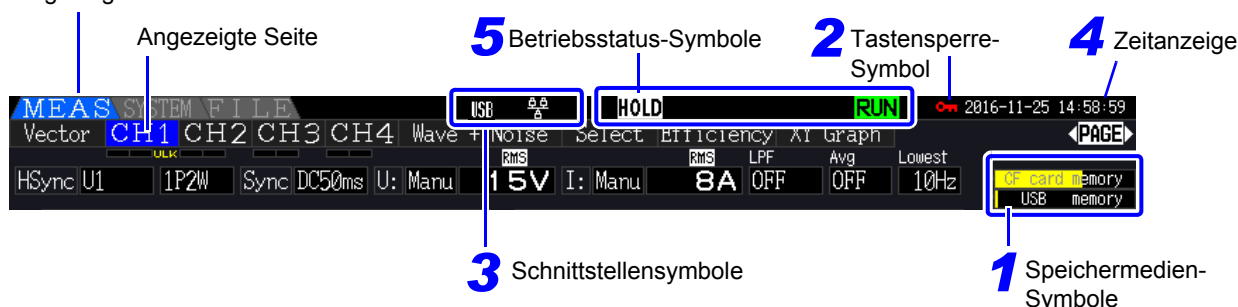 Angezeigte Seite
5 Betriebsstatus-Symbole
2 Tastensperre-
Symbol
4 Zeitanzeige
MEAS SYSTEM FILE USB HOLD RUN 2016-11-25 14:58:59
Vector CH1 CH2 CH3 CH4 Wave + Noise Select Efficiency XY Graph PAGE
ULK RMS RMS LPF Avg Lowest
HSync U1 1P2W Sync DC50ms U: Manu 15V I: Manu 8A OFF OFF 10Hz
CF card memory
USB memory
3 Schnittstellensymbole
1 Speichermedien-
Symbole